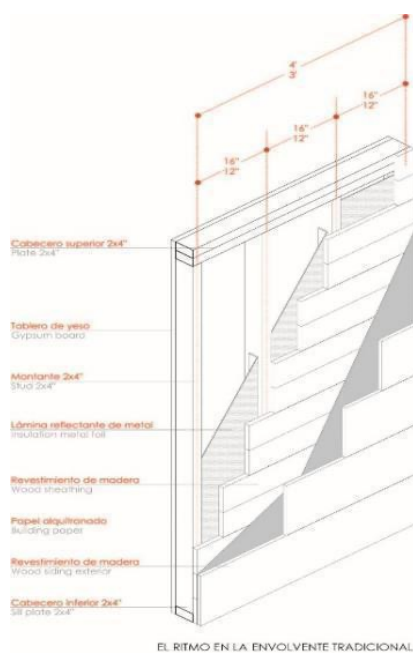 4'
3'
16"
12"
16"
12"
16"
12"
Cabecero superior 2x4"
Plate 2x4"
Tablero de yeso
Gypsum board
Montante 2x4"
Stud 2x4"
Lámina reflectante de metal
Insulation metal foil
Revestimiento de madera
Wood sheathing
Papel alquitranado
Building paper
Revestimiento de madera
Wood siding exterior
Cabecero inferior 2x4"
Sill plate 2x4"
EL RITMO EN LA ENVOLVENTE TRADICIONAL